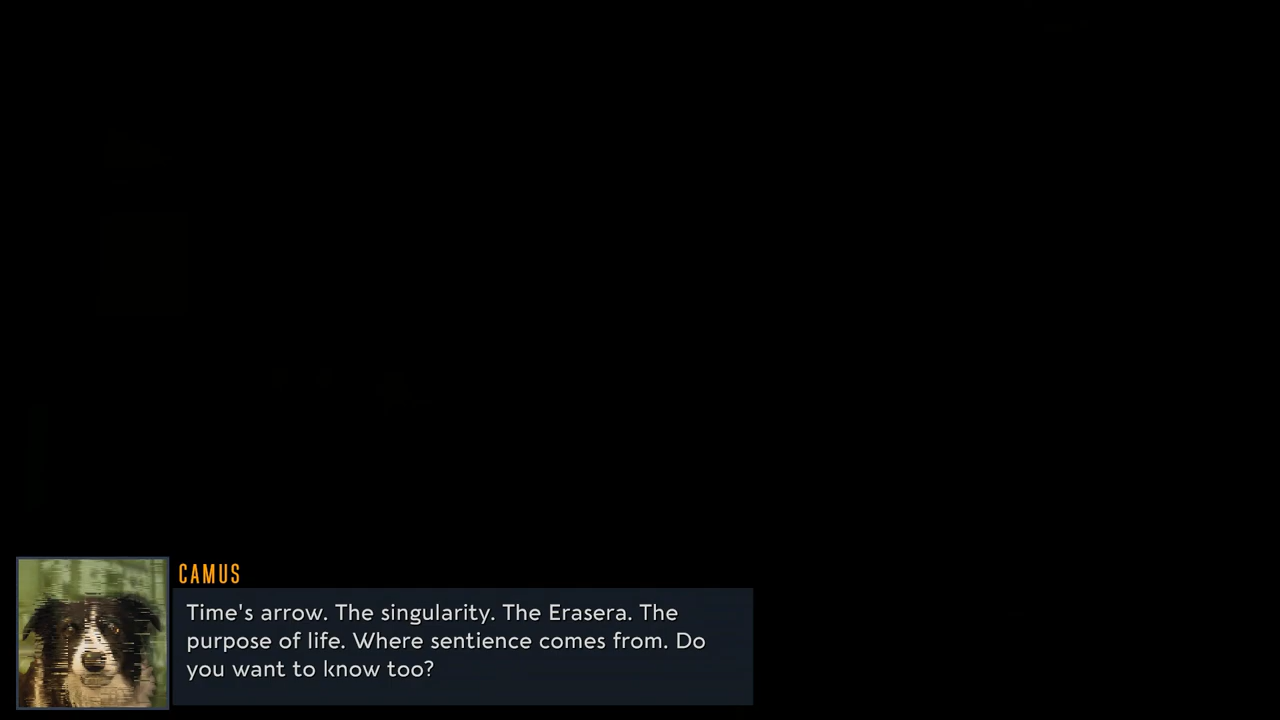 CAMUS
Time's arrow. The singularity. The Erasera. The
purpose of life. Where sentience comes from. Do
you want to know too?